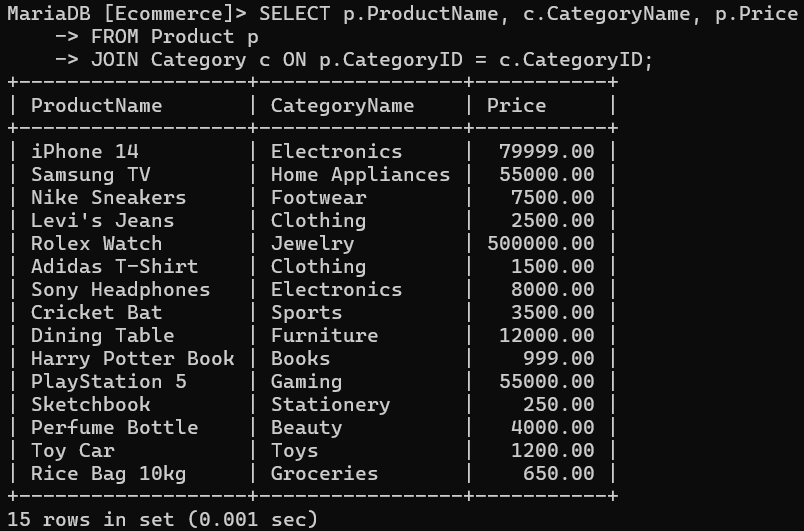 MariaDB [Ecommerce]> SELECT p.ProductName, c.CategoryName, p.Price
    -> FROM Product p
    -> JOIN Category c ON p.CategoryID = c.CategoryID;
+-------------------+-----------------+-----------+
| ProductName       | CategoryName    | Price     |
+-------------------+-----------------+-----------+
| iPhone 14         | Electronics     |  79999.00 |
| Samsung TV        | Home Appliances |  55000.00 |
| Nike Sneakers     | Footwear        |   7500.00 |
| Levi's Jeans      | Clothing        |   2500.00 |
| Rolex Watch       | Jewelry         | 500000.00 |
| Adidas T-Shirt    | Clothing        |   1500.00 |
| Sony Headphones   | Electronics     |   8000.00 |
| Cricket Bat       | Sports          |   3500.00 |
| Dining Table      | Furniture       |  12000.00 |
| Harry Potter Book | Books           |    999.00 |
| PlayStation 5     | Gaming          |  55000.00 |
| Sketchbook        | Stationery      |    250.00 |
| Perfume Bottle    | Beauty          |   4000.00 |
| Toy Car           | Toys            |   1200.00 |
| Rice Bag 10kg     | Groceries       |    650.00 |
+-------------------+-----------------+-----------+
15 rows in set (0.001 sec)